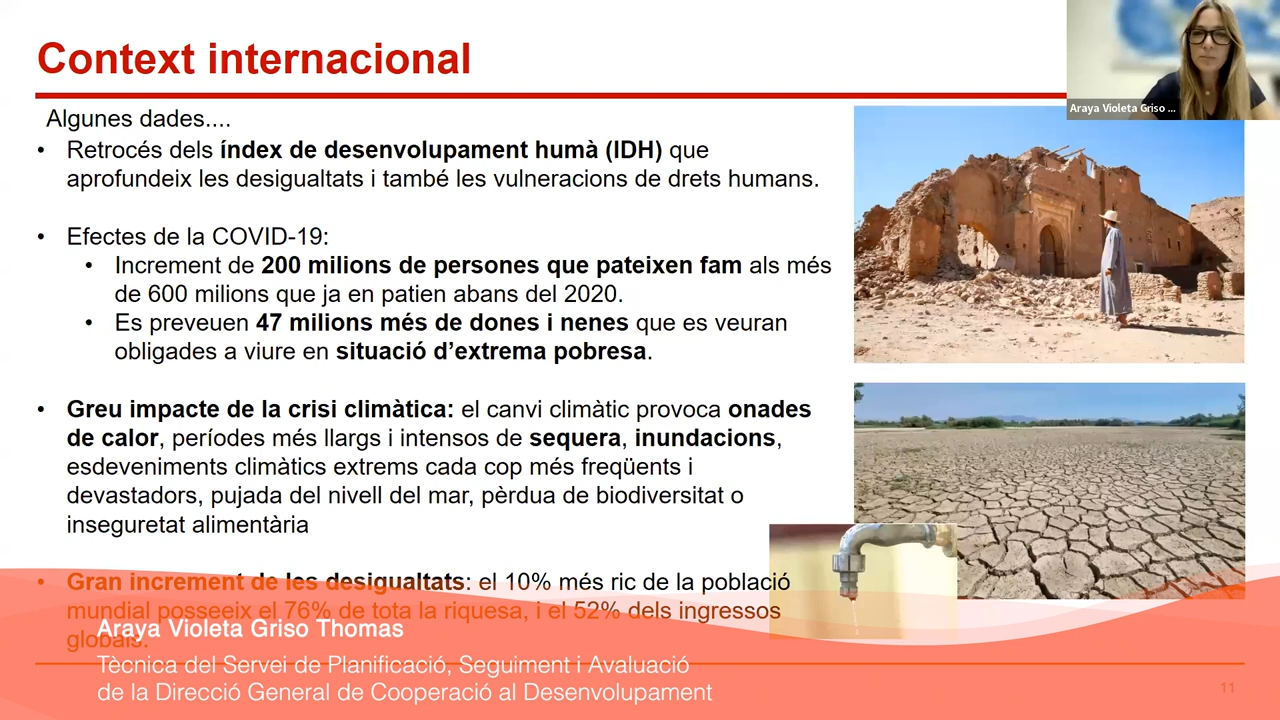 Context internacional
Araya Violeta Griso ...
Algunes dades....
• Retrocés dels índex de desenvolupament humà (IDH) que
aprofundeix les desigualtats i també les vulneracions de drets humans.
• Efectes de la COVID-19:
• Increment de 200 milions de persones que pateixen fam als més
de 600 milions que ja en patien abans del 2020.
• Es preveuen 47 milions més de dones i nenes que es veuran
obligades a viure en situació d’extrema pobresa.
• Greu impacte de la crisi climàtica: el canvi climàtic provoca onades
de calor, períodes més llargs i intensos de sequera, inundacions,
esdeveniments climàtics extrems cada cop més freqüents i
devastadors, pujada del nivell del mar, pèrdua de biodiversitat o
inseguretat alimentària
• Gran increment de les desigualtats: el 10% més ric de la població
mundial posseeix el 76% de tota la riquesa, i el 52% dels ingressos
globals.
Araya Violeta Griso Thomas
Tècnica del Servei de Planificació, Seguiment i Avaluació
de la Direcció General de Cooperació al Desenvolupament
11